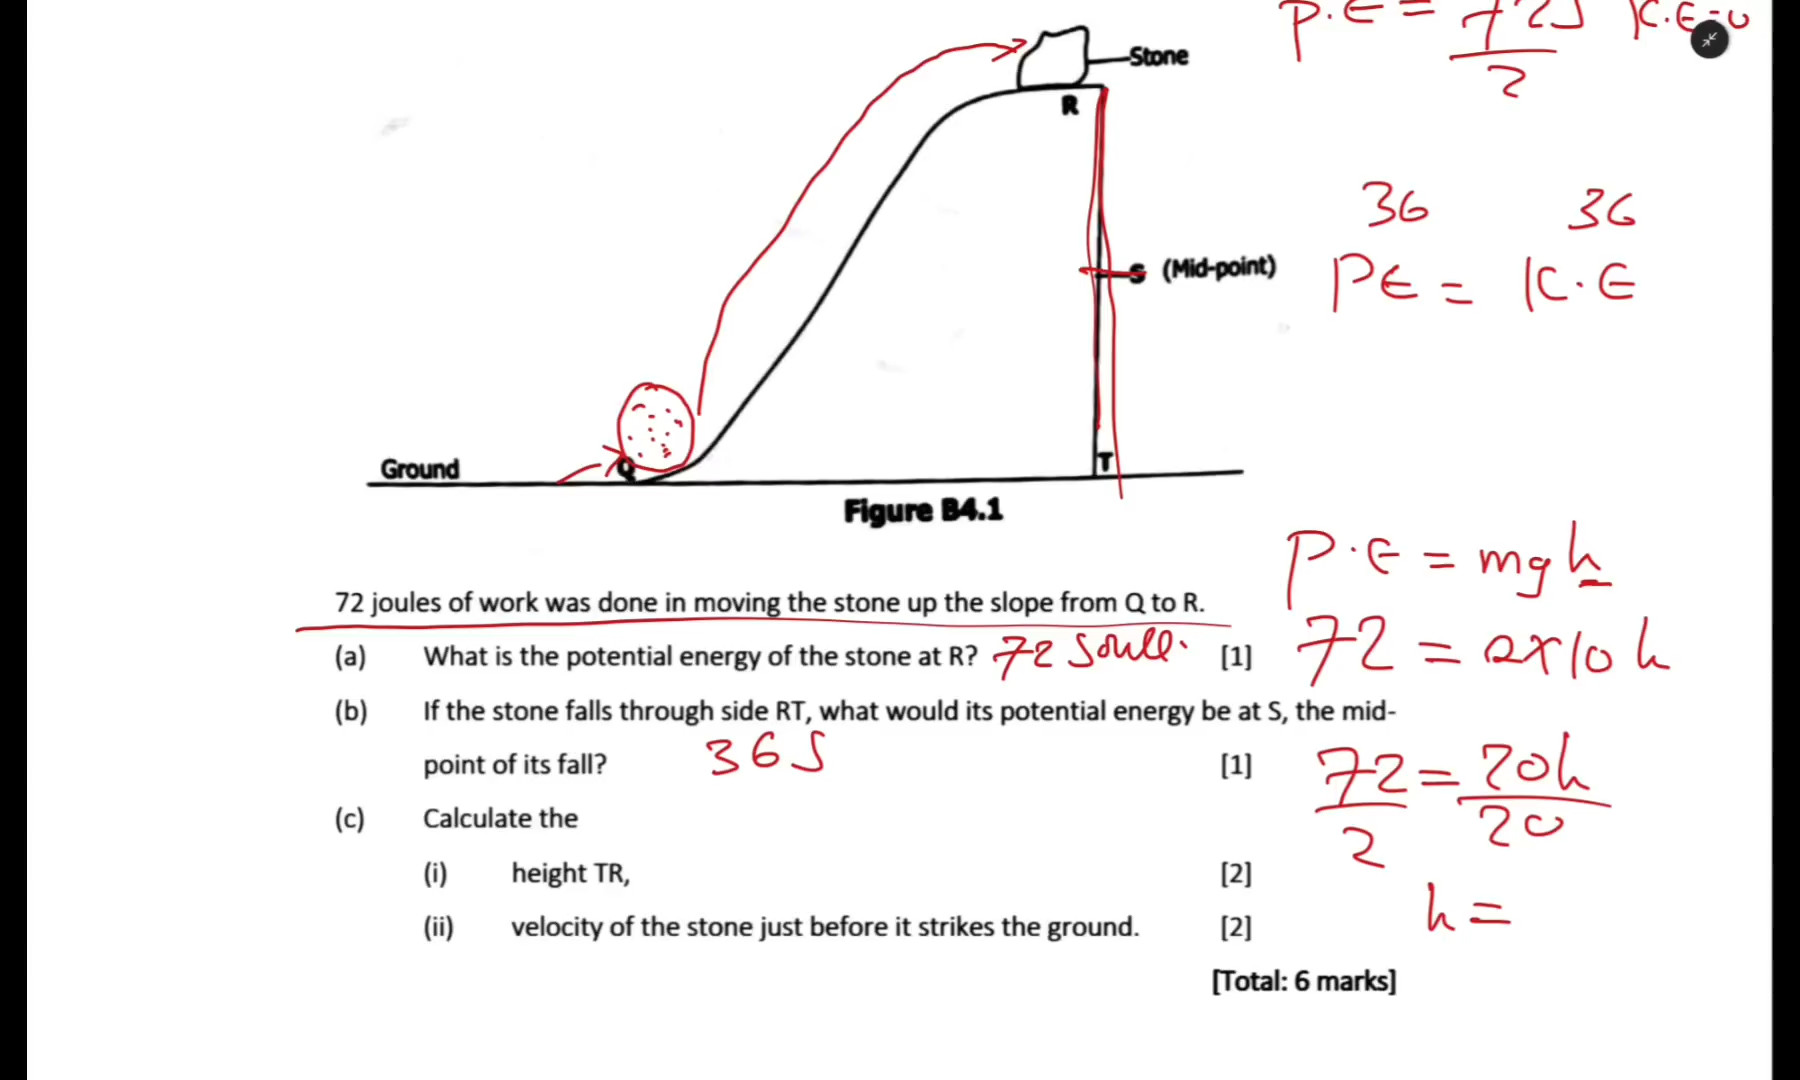 P.E = 72J K.E=0
2
Stone
R
36 36
S (Mid-point)
PE = K.E
Ground
Q
T
Figure B4.1
P.E = mgh
72 joules of work was done in moving the stone up the slope from Q to R.
72 = 2x10h
(a) What is the potential energy of the stone at R? 72 Joule. [1]
(b) If the stone falls through side RT, what would its potential energy be at S, the mid-
point of its fall? 36J [1]
72 = 20h
2 20
(c) Calculate the
(i) height TR, [2]
h =
(ii) velocity of the stone just before it strikes the ground. [2]
[Total: 6 marks]